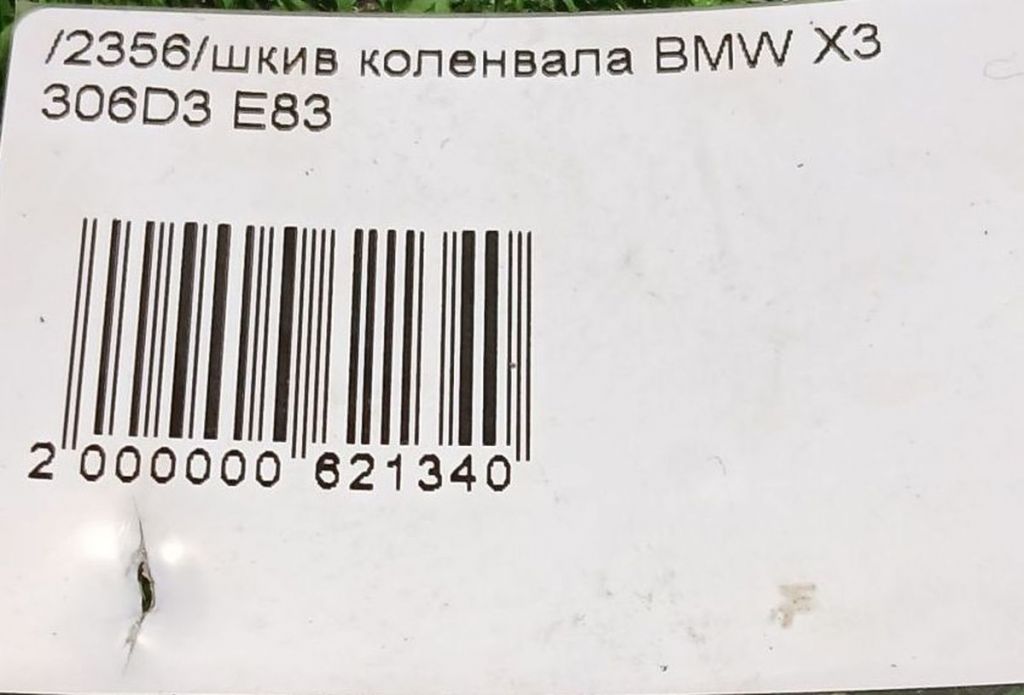 /2356/шкив коленвала BMW X3
306D3 E83
2 000000 621340